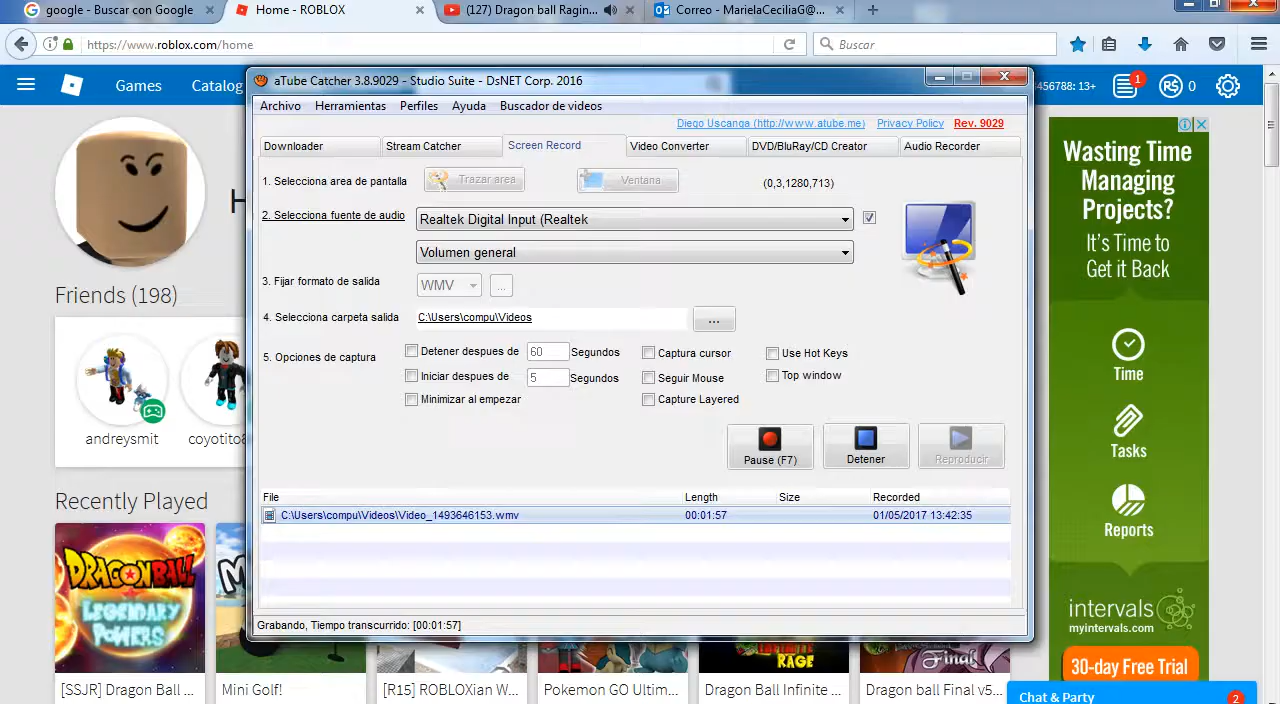 google - Buscar con Google
Home - ROBLOX
(127) Dragon ball Ragin...
Correo - MarielaCeciliaG@...
https://www.roblox.com/home
Buscar
Games
Catalog
456788: 13+
1
0
aTube Catcher 3.8.9029 - Studio Suite - DsNET Corp. 2016
Archivo Herramientas Perfiles Ayuda Buscador de videos
Diego Uscanga (http://www.atube.me) Privacy Policy Rev. 9029
Downloader Stream Catcher Screen Record Video Converter DVD/BluRay/CD Creator Audio Recorder
1. Selecciona area de pantalla Trazar area Ventana (0,3,1280,713)
2. Selecciona fuente de audio Realtek Digital Input (Realtek
Volumen general
3. Fijar formato de salida WMV ...
4. Selecciona carpeta salida C:\Users\compu\Videos ...
5. Opciones de captura
Detener despues de 60 Segundos Captura cursor Use Hot Keys
Iniciar despues de 5 Segundos Seguir Mouse Top window
Minimizar al empezar Capture Layered
Pause (F7) Detener Reproducir
File Length Size Recorded
C:\Users\compu\Videos\Video_1493646153.wmv 00:01:57 01/05/2017 13:42:35
Grabando, Tiempo transcurrido: [00:01:57]
H
Friends (198)
andreysmit
Recently Played
DRAGON BALL
LEGENDARY
POWERS
INFINITE
RAGE
Final
[SSJR] Dragon Ball ...
Mini Golf!
[R15] ROBLOXian W...
Pokemon GO Ultim...
Dragon Ball Infinite ...
Dragon ball Final v5...
Wasting Time
Managing
Projects?
It's Time to
Get it Back
Time
Tasks
Reports
intervals
myintervals.com
30-day Free Trial
Chat & Party
2